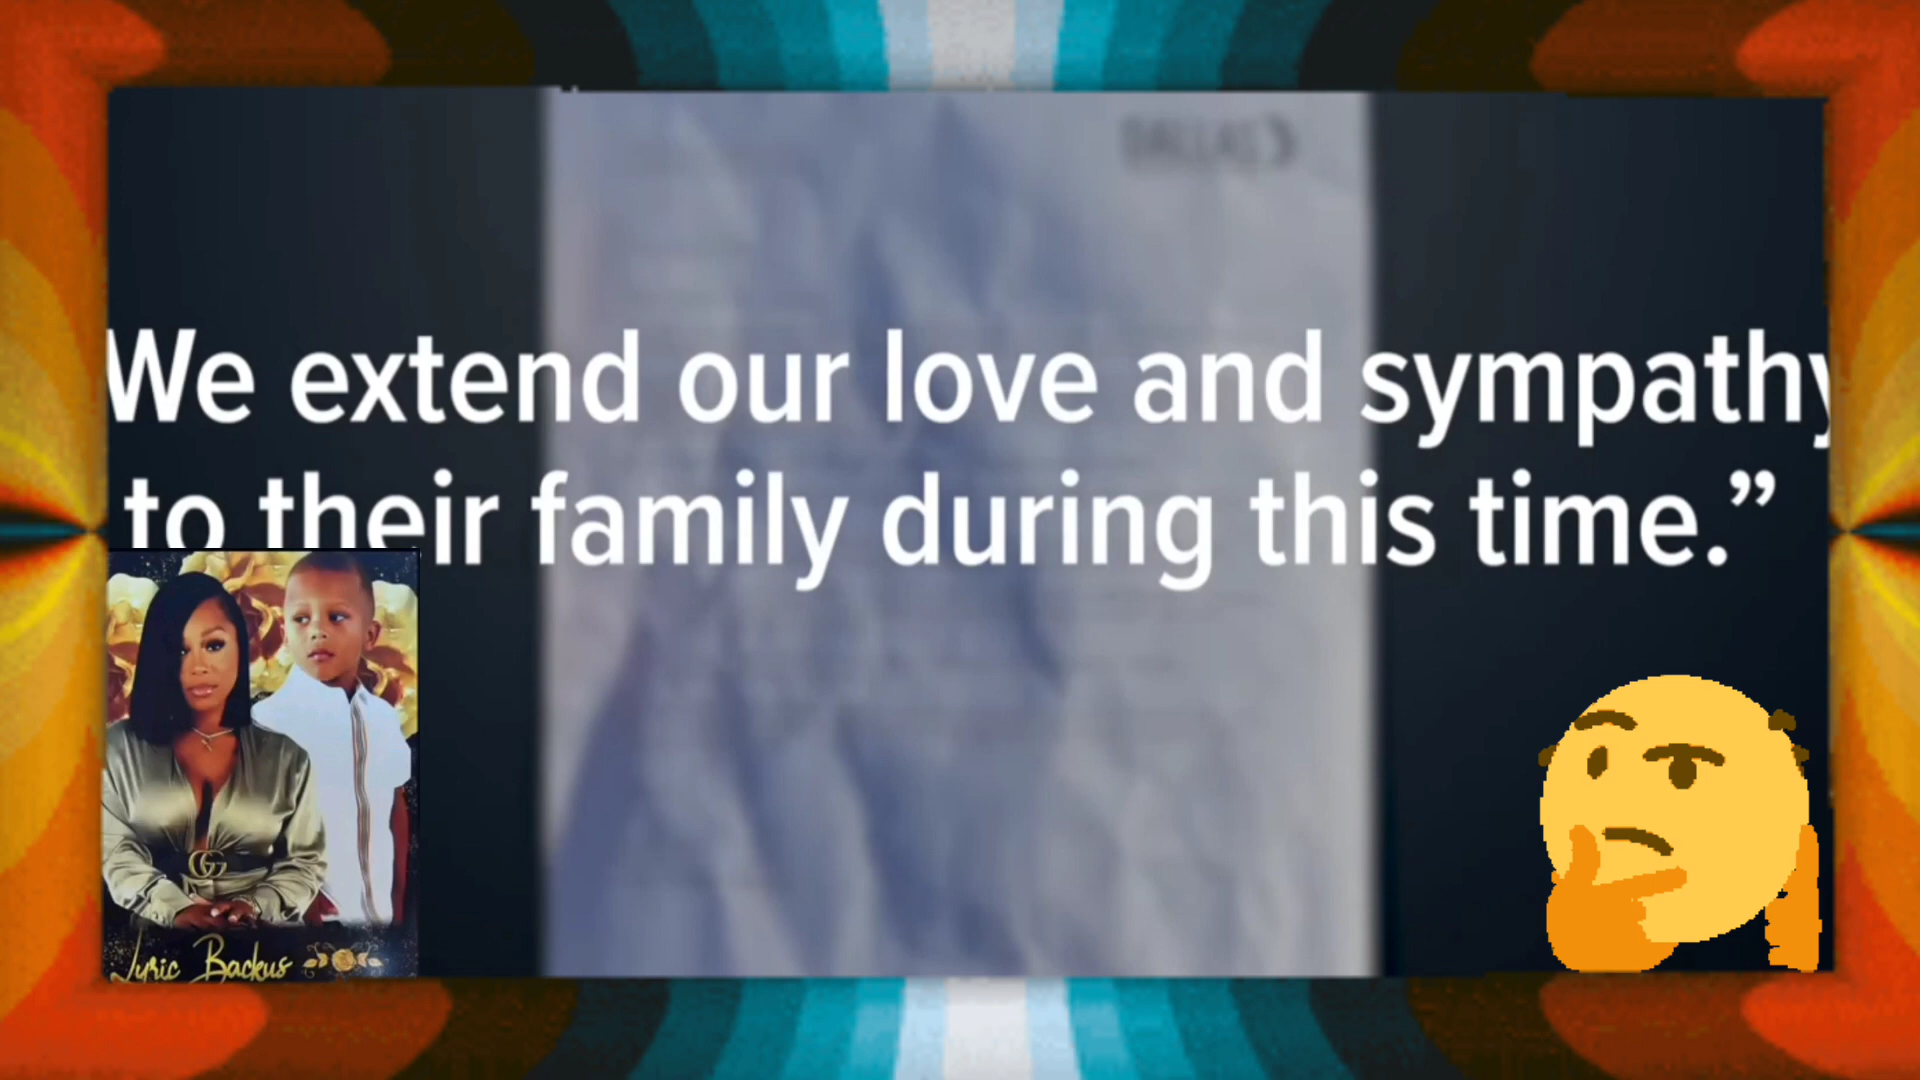 We extend our love and sympathy
to their family during this time.”
Lyric Backus